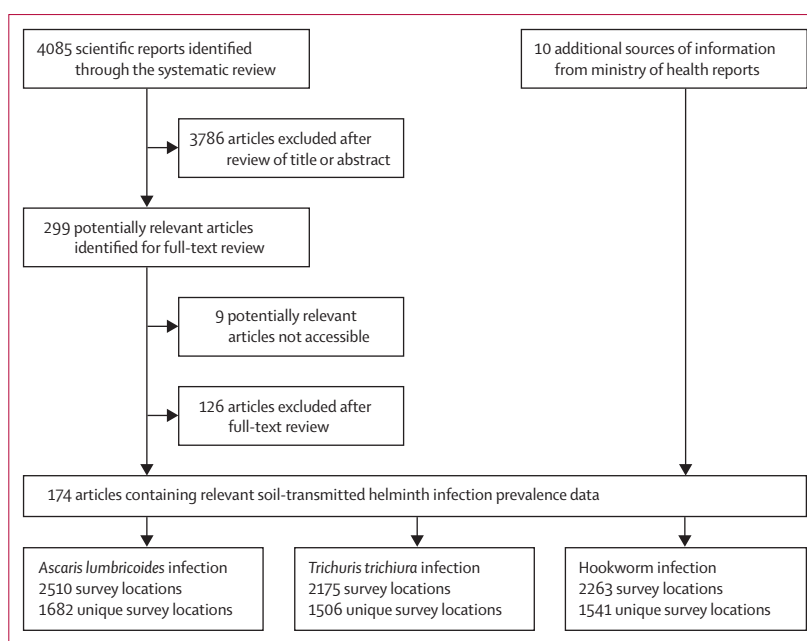 4085 scientific reports identified
through the systematic review
10 additional sources of information
from ministry of health reports
3786 articles excluded after
review of title or abstract
299 potentially relevant articles
identified for full-text review
9 potentially relevant
articles not accessible
126 articles excluded after
full-text review
174 articles containing relevant soil-transmitted helminth infection prevalence data
Ascaris lumbricoides infection
2510 survey locations
1682 unique survey locations
Trichuris trichiura infection
2175 survey locations
1506 unique survey locations
Hookworm infection
2263 survey locations
1541 unique survey locations